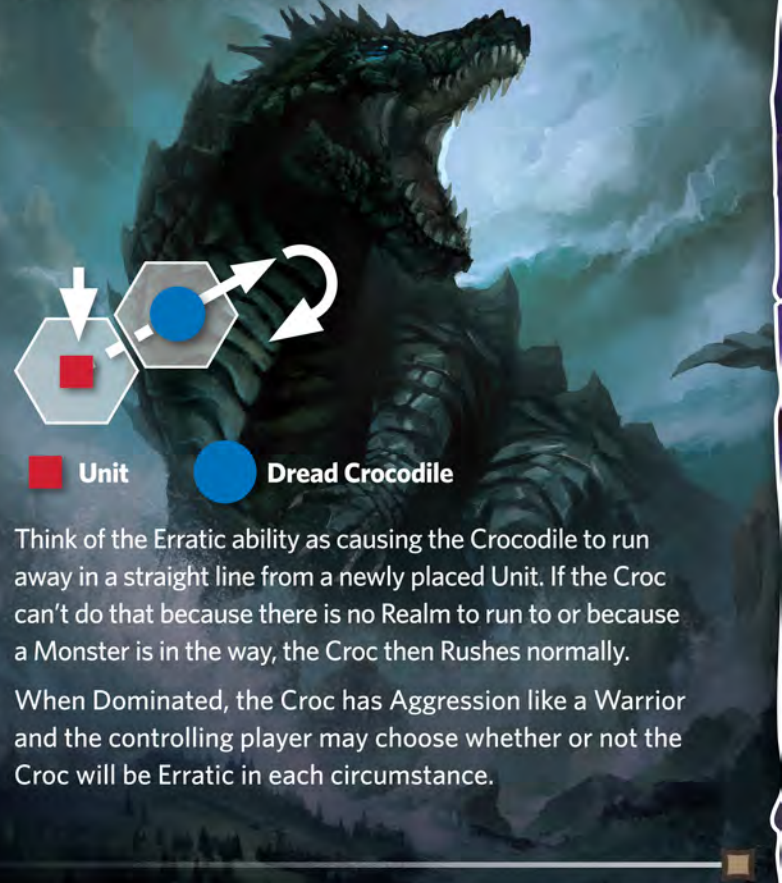 Unit
Dread Crocodile
Think of the Erratic ability as causing the Crocodile to run
away in a straight line from a newly placed Unit. If the Croc
can't do that because there is no Realm to run to or because
a Monster is in the way, the Croc then Rushes normally.
When Dominated, the Croc has Aggression like a Warrior
and the controlling player may choose whether or not the
Croc will be Erratic in each circumstance.